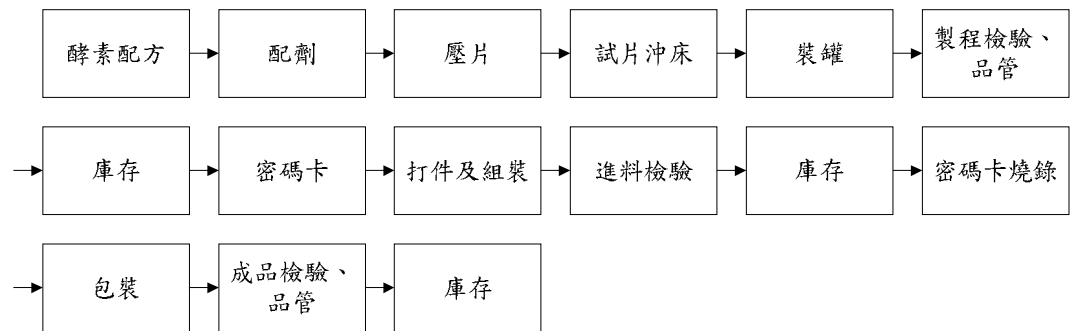 酵素配方
配劑
壓片
試片沖床
裝罐
製程檢驗、
品管
庫存
密碼卡
打件及組裝
進料檢驗
庫存
密碼卡燒錄
包裝
成品檢驗、
品管
庫存